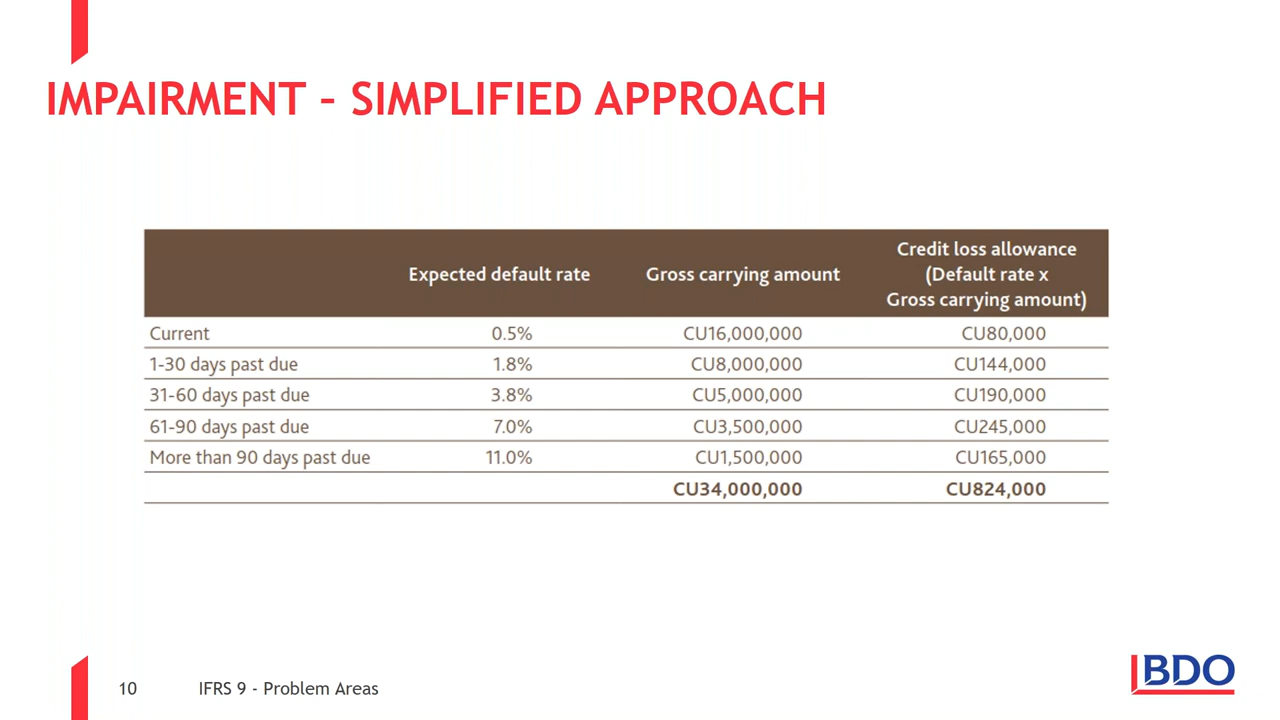 IMPAIRMENT – SIMPLIFIED APPROACH
Expected default rate Gross carrying amount Credit loss allowance
(Default rate x
Gross carrying amount)
Current 0.5% CU16,000,000 CU80,000
1-30 days past due 1.8% CU8,000,000 CU144,000
31-60 days past due 3.8% CU5,000,000 CU190,000
61-90 days past due 7.0% CU3,500,000 CU245,000
More than 90 days past due 11.0% CU1,500,000 CU165,000
CU34,000,000 CU824,000
10 IFRS 9 - Problem Areas
BDO